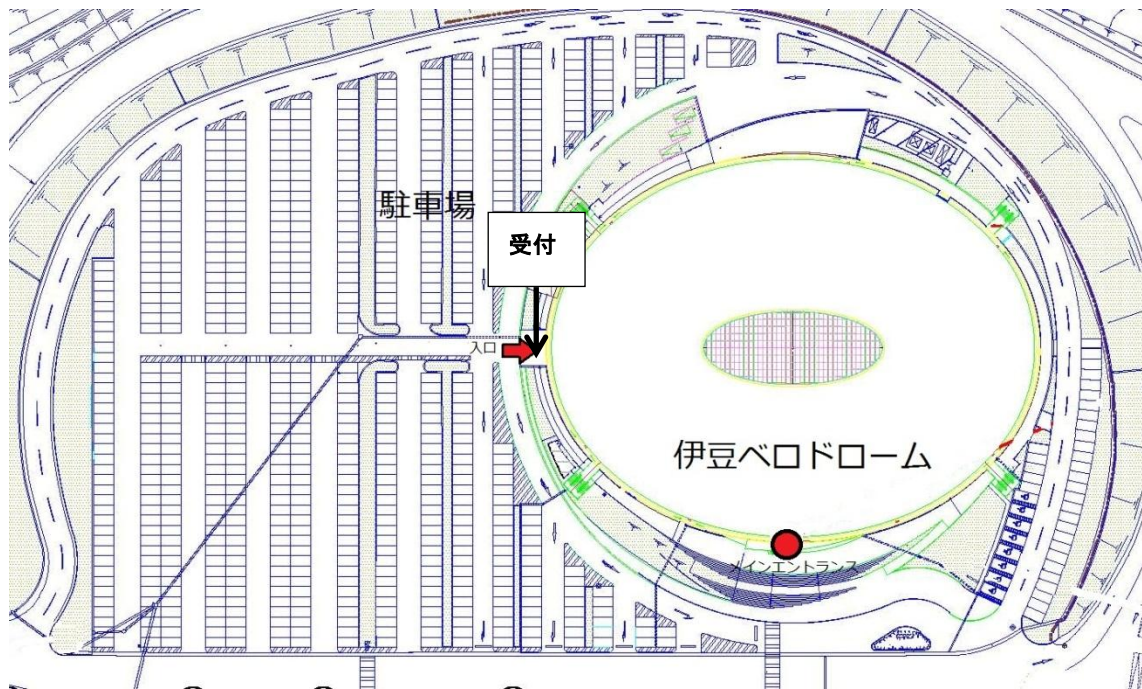 駐車場
受付
入口
伊豆ベロドローム
メインエントランス